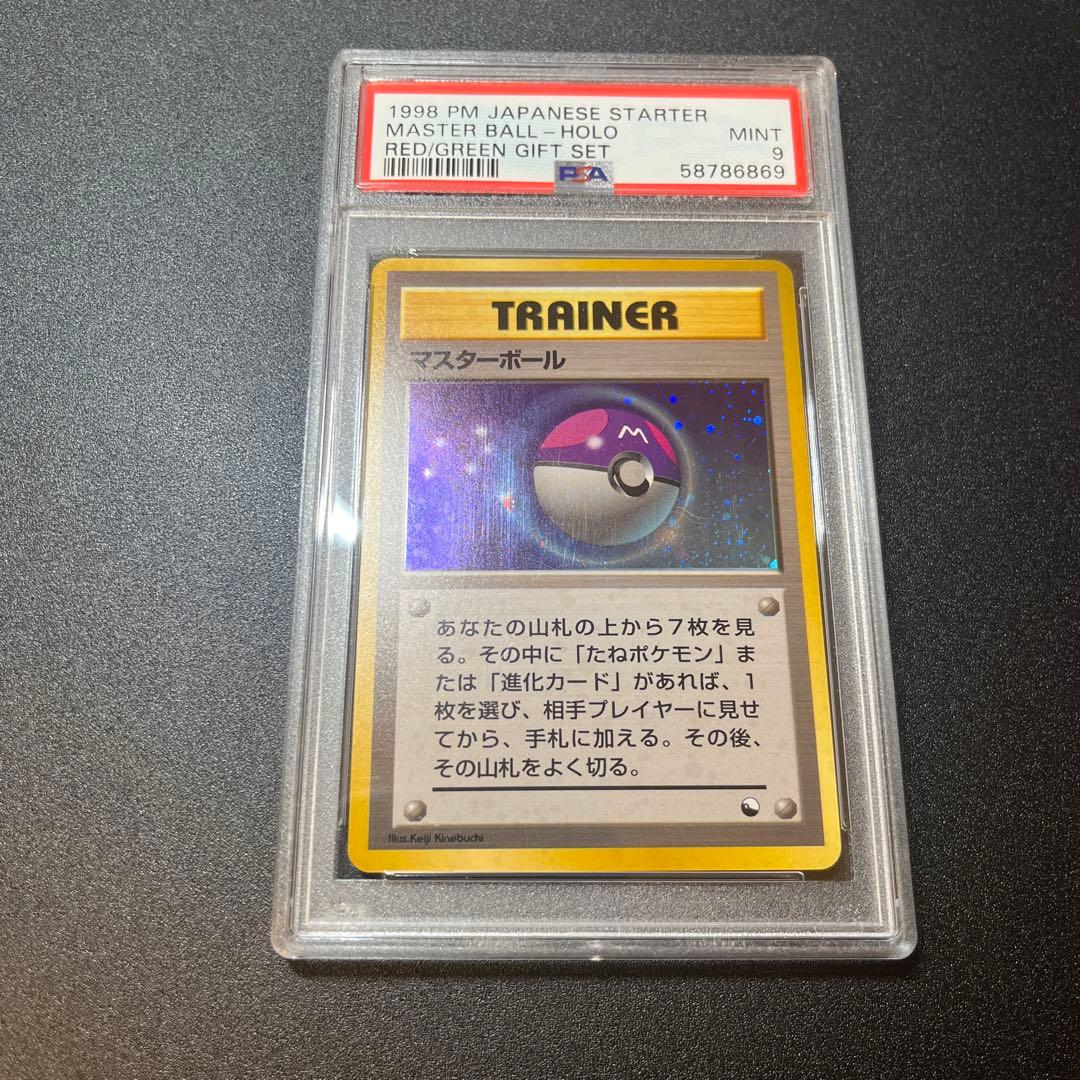 1998 PM JAPANESE STARTER
MASTER BALL-HOLO
MINT
RED/GREEN GIFT SET
9
PSA
58786869
TRAINER
マスターボール
M
あなたの山札の上から7枚を見
る。その中に「たねポケモン」ま
たは「進化カード」があれば、1
枚を選び、相手プレイヤーに見せ
てから、手札に加える。その後、
その山札をよく切る。
Illus.Keiji Kinebuchi